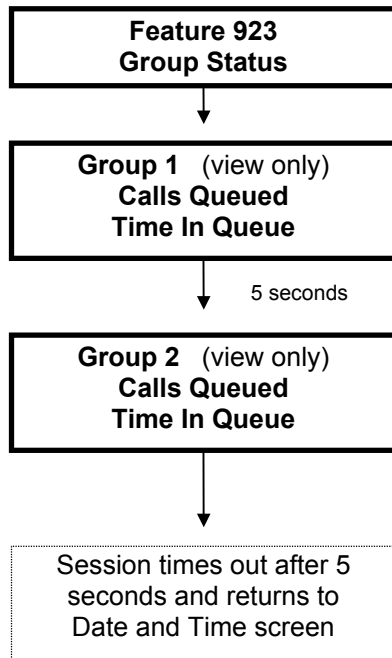 Feature 923
Group Status
Group 1 (view only)
Calls Queued
Time In Queue
5 seconds
Group 2 (view only)
Calls Queued
Time In Queue
Session times out after 5
seconds and returns to
Date and Time screen